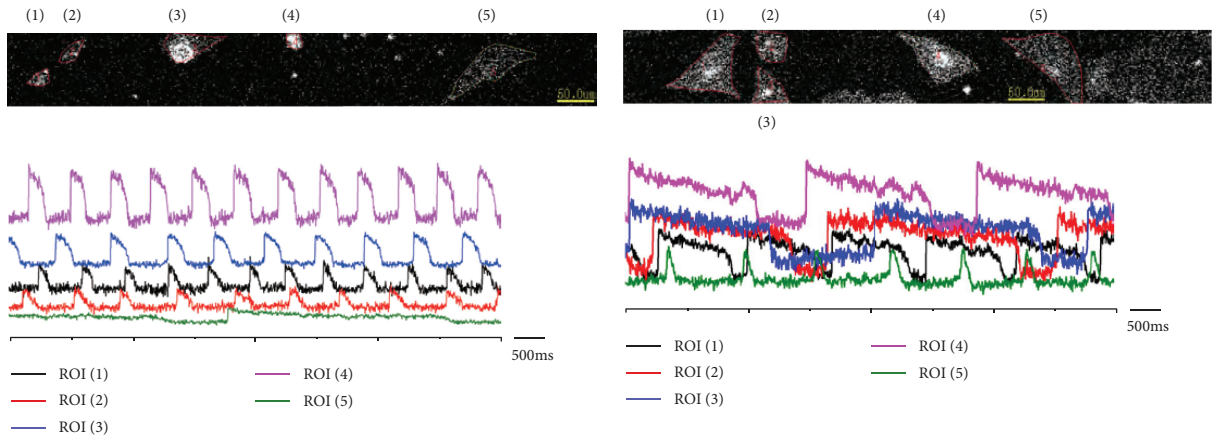 (1) (2) (3) (4) (5)
50.0um
500ms
ROI (1) ROI (4)
ROI (2) ROI (5)
ROI (3)
(1) (2) (4) (5)
50.0um
(3)
500ms
ROI (1) ROI (4)
ROI (2) ROI (5)
ROI (3)